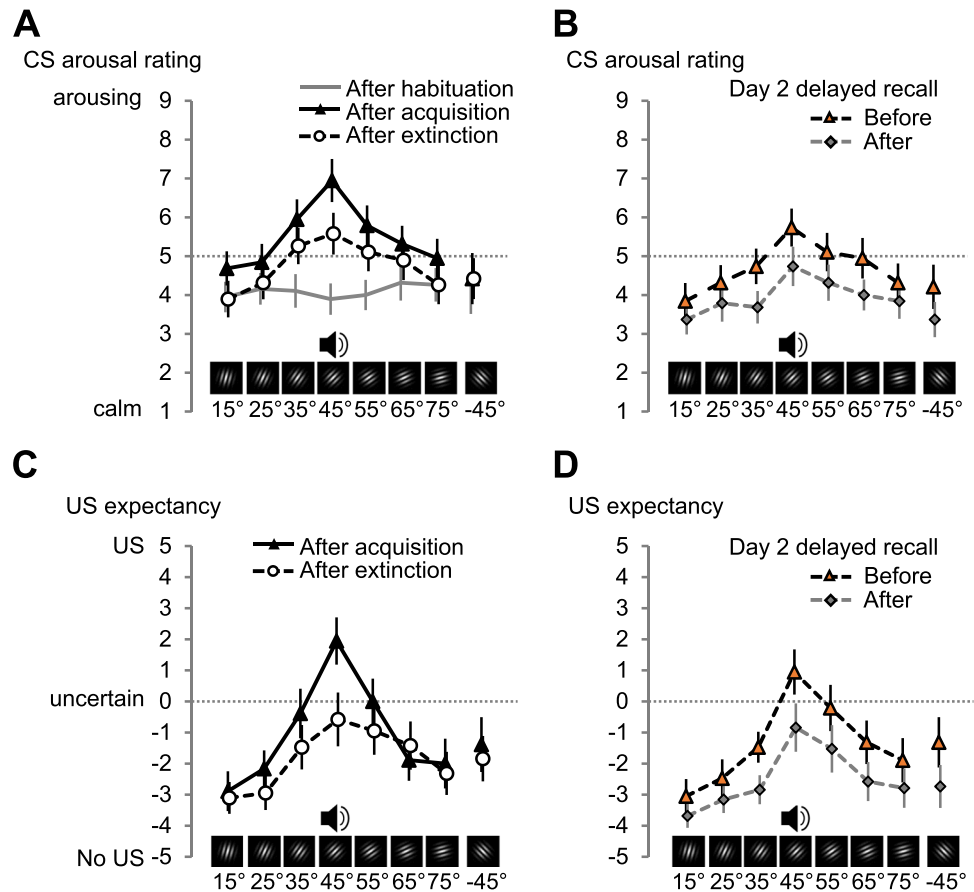 A
CS arousal rating
arousing
9
8
7
6
5
4
3
2
calm 1
After habituation
After acquisition
After extinction
15° 25° 35° 45° 55° 65° 75° -45°
B
CS arousal rating
Day 2 delayed recall
Before
After
9
8
7
6
5
4
3
2
1
15° 25° 35° 45° 55° 65° 75° -45°
C
US expectancy
US 5
4
3
2
1
uncertain 0
-1
-2
-3
-4
No US -5
After acquisition
After extinction
15° 25° 35° 45° 55° 65° 75° -45°
D
US expectancy
Day 2 delayed recall
Before
After
5
4
3
2
1
0
-1
-2
-3
-4
-5
15° 25° 35° 45° 55° 65° 75° -45°